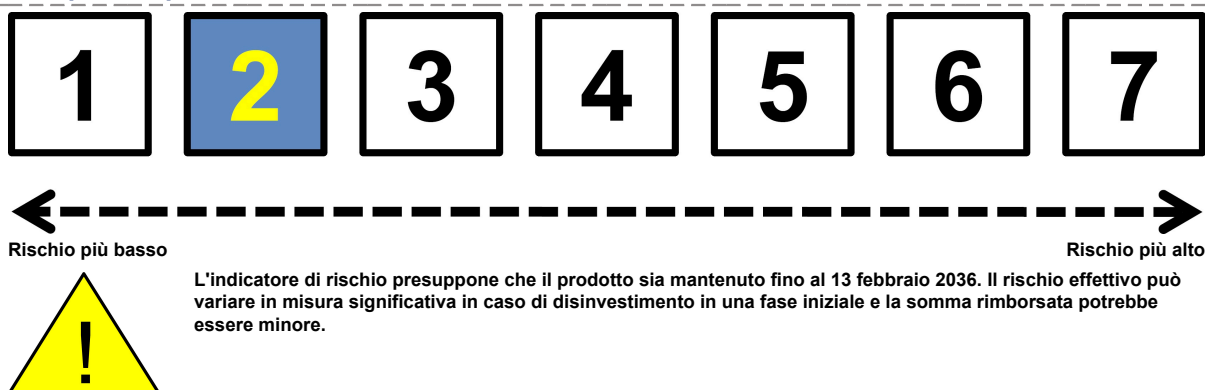 1 2 3 4 5 6 7
Rischio più basso Rischio più alto
L'indicatore di rischio presuppone che il prodotto sia mantenuto fino al 13 febbraio 2036. Il rischio effettivo può
variare in misura significativa in caso di disinvestimento in una fase iniziale e la somma rimborsata potrebbe
essere minore.
!